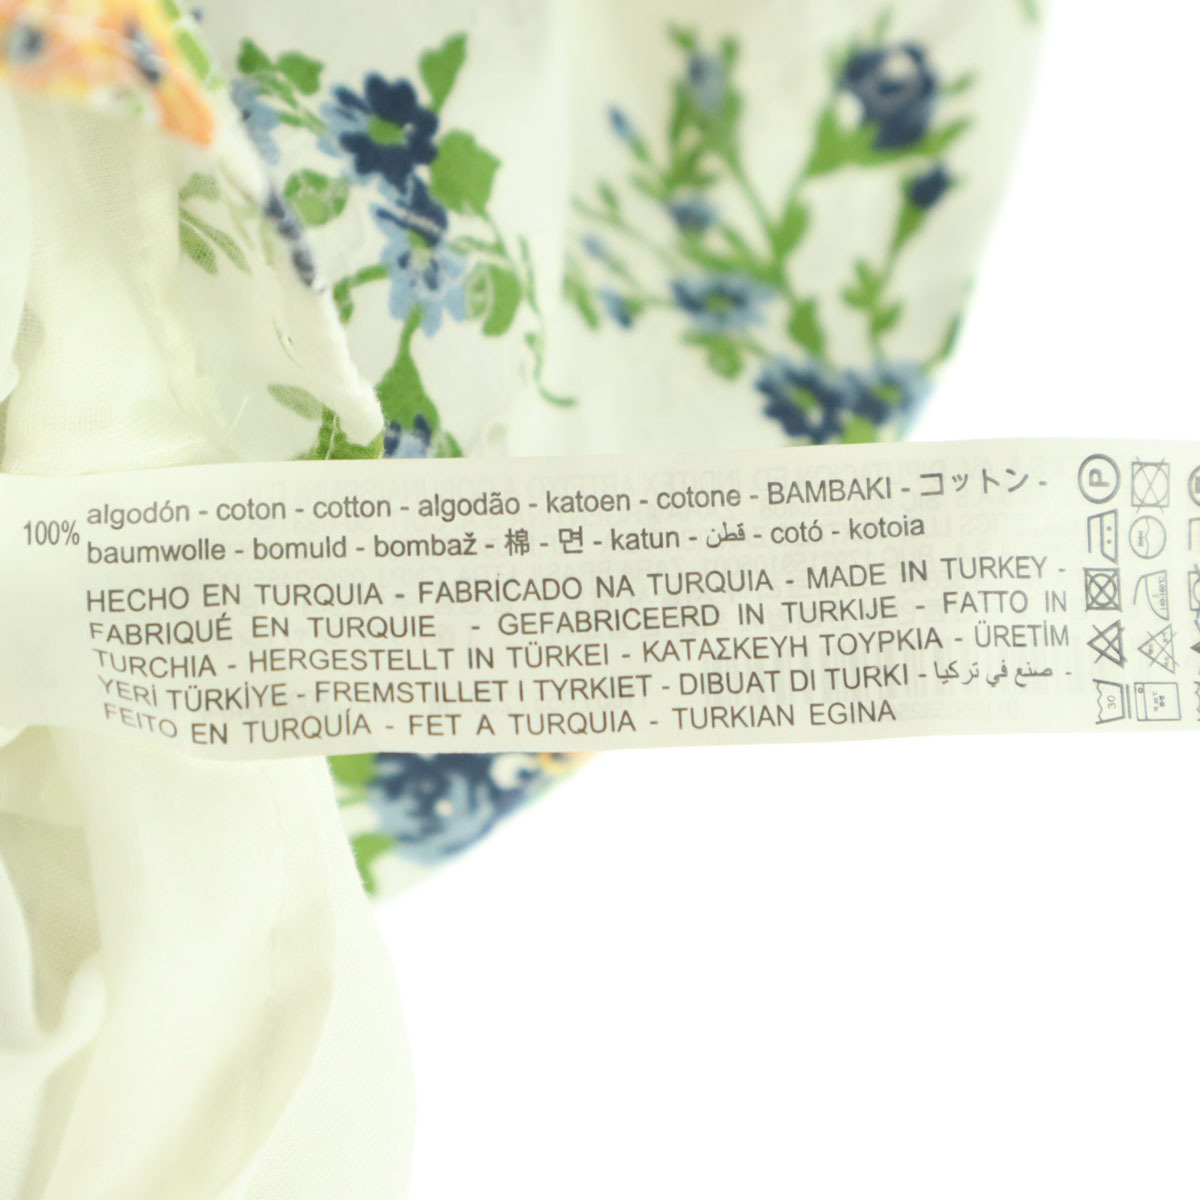 100% algodón - coton - cotton - algodão - katoen - cotone - BAMBAKI - コットン -
baumwolle - bomuld - bombaž - 棉 - 면 - katun - قطن - cotó - kotoia
HECHO EN TURQUIA - FABRICADO NA TURQUIA - MADE IN TURKEY -
FABRIQUÉ EN TURQUIE - GEFABRICEERD IN TURKIJE - FATTO IN
TURCHIA - HERGESTELLT IN TÜRKEI - ΚΑΤΑΣΚΕΥΗ ΤΟΥΡΚΙΑ - ÜRETİM
YERİ TÜRKİYE - FREMSTILLET I TYRKIET - DIBUAT DI TURKI - صنع في تركيا -
FEITO EN TURQUÍA - FET A TURQUIA - TURKIAN EGINA
P
30